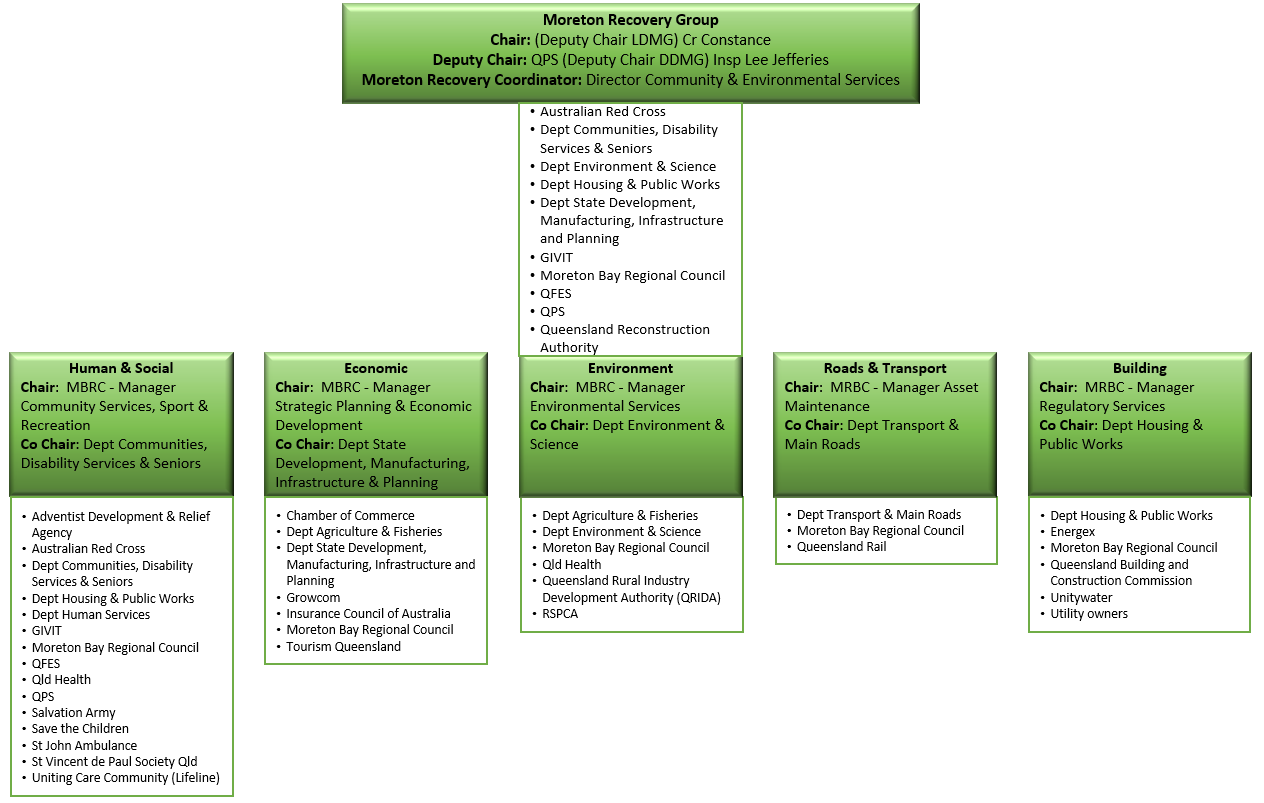 Moreton Recovery Group
Chair: (Deputy Chair LDMG) Cr Constance
Deputy Chair: QPS (Deputy Chair DDMG) Insp Lee Jefferies
Moreton Recovery Coordinator: Director Community & Environmental Services
• Australian Red Cross
• Dept Communities, Disability
Services & Seniors
• Dept Environment & Science
• Dept Housing & Public Works
• Dept State Development,
Manufacturing, Infrastructure
and Planning
• GIVIT
• Moreton Bay Regional Council
• QFES
• QPS
• Queensland Reconstruction
Authority
Human & Social
Chair: MBRC - Manager
Community Services, Sport &
Recreation
Co Chair: Dept Communities,
Disability Services & Seniors
• Adventist Development & Relief
Agency
• Australian Red Cross
• Dept Communities, Disability
Services & Seniors
• Dept Housing & Public Works
• Dept Human Services
• GIVIT
• Moreton Bay Regional Council
• QFES
• Qld Health
• QPS
• Salvation Army
• Save the Children
• St John Ambulance
• St Vincent de Paul Society Qld
• Uniting Care Community (Lifeline)
Economic
Chair: MBRC - Manager
Strategic Planning & Economic
Development
Co Chair: Dept State
Development, Manufacturing,
Infrastructure & Planning
• Chamber of Commerce
• Dept Agriculture & Fisheries
• Dept State Development,
Manufacturing, Infrastructure and
Planning
• Growcom
• Insurance Council of Australia
• Moreton Bay Regional Council
• Tourism Queensland
Environment
Chair: MBRC - Manager
Environmental Services
Co Chair: Dept Environment &
Science
• Dept Agriculture & Fisheries
• Dept Environment & Science
• Moreton Bay Regional Council
• Qld Health
• Queensland Rural Industry
Development Authority (QRIDA)
• RSPCA
Roads & Transport
Chair: MRBC - Manager Asset
Maintenance
Co Chair: Dept Transport &
Main Roads
• Dept Transport & Main Roads
• Moreton Bay Regional Council
• Queensland Rail
Building
Chair: MRBC - Manager
Regulatory Services
Co Chair: Dept Housing &
Public Works
• Dept Housing & Public Works
• Energex
• Moreton Bay Regional Council
• Queensland Building and
Construction Commission
• Unitywater
• Utility owners